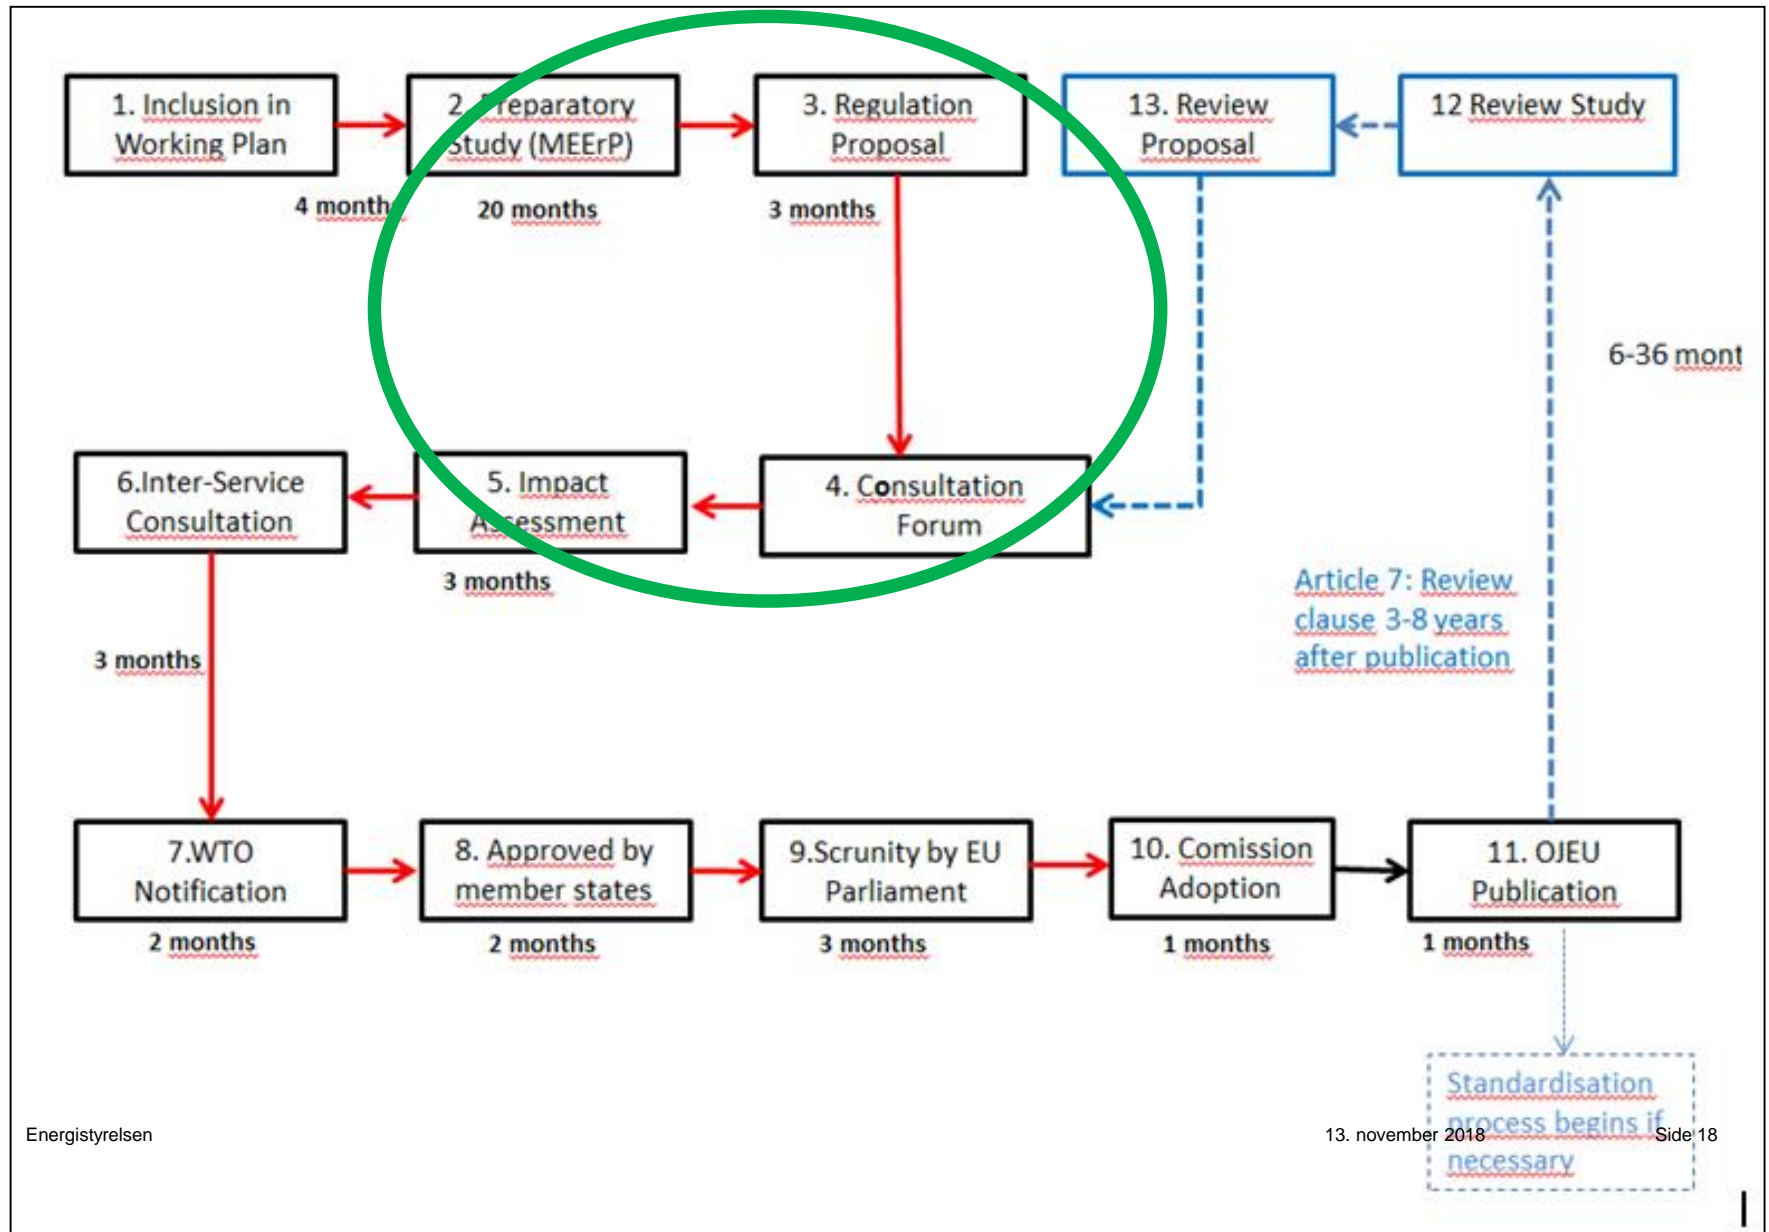 1. Inclusion in
Working Plan
4 months
2. Preparatory
Study (MEErP)
20 months
3. Regulation
Proposal
3 months
13. Review
Proposal
12 Review Study
6-36 mont
6.Inter-Service
Consultation
3 months
5. Impact
Assessment
3 months
4. Consultation
Forum
Article 7: Review
clause 3-8 years
after publication
7.WTO
Notification
2 months
8. Approved by
member states
2 months
9.Scrunity by EU
Parliament
3 months
10. Comission
Adoption
1 months
11. OJEU
Publication
1 months
Standardisation
process begins if
necessary
Energistyrelsen
13. november 2018
Side 18